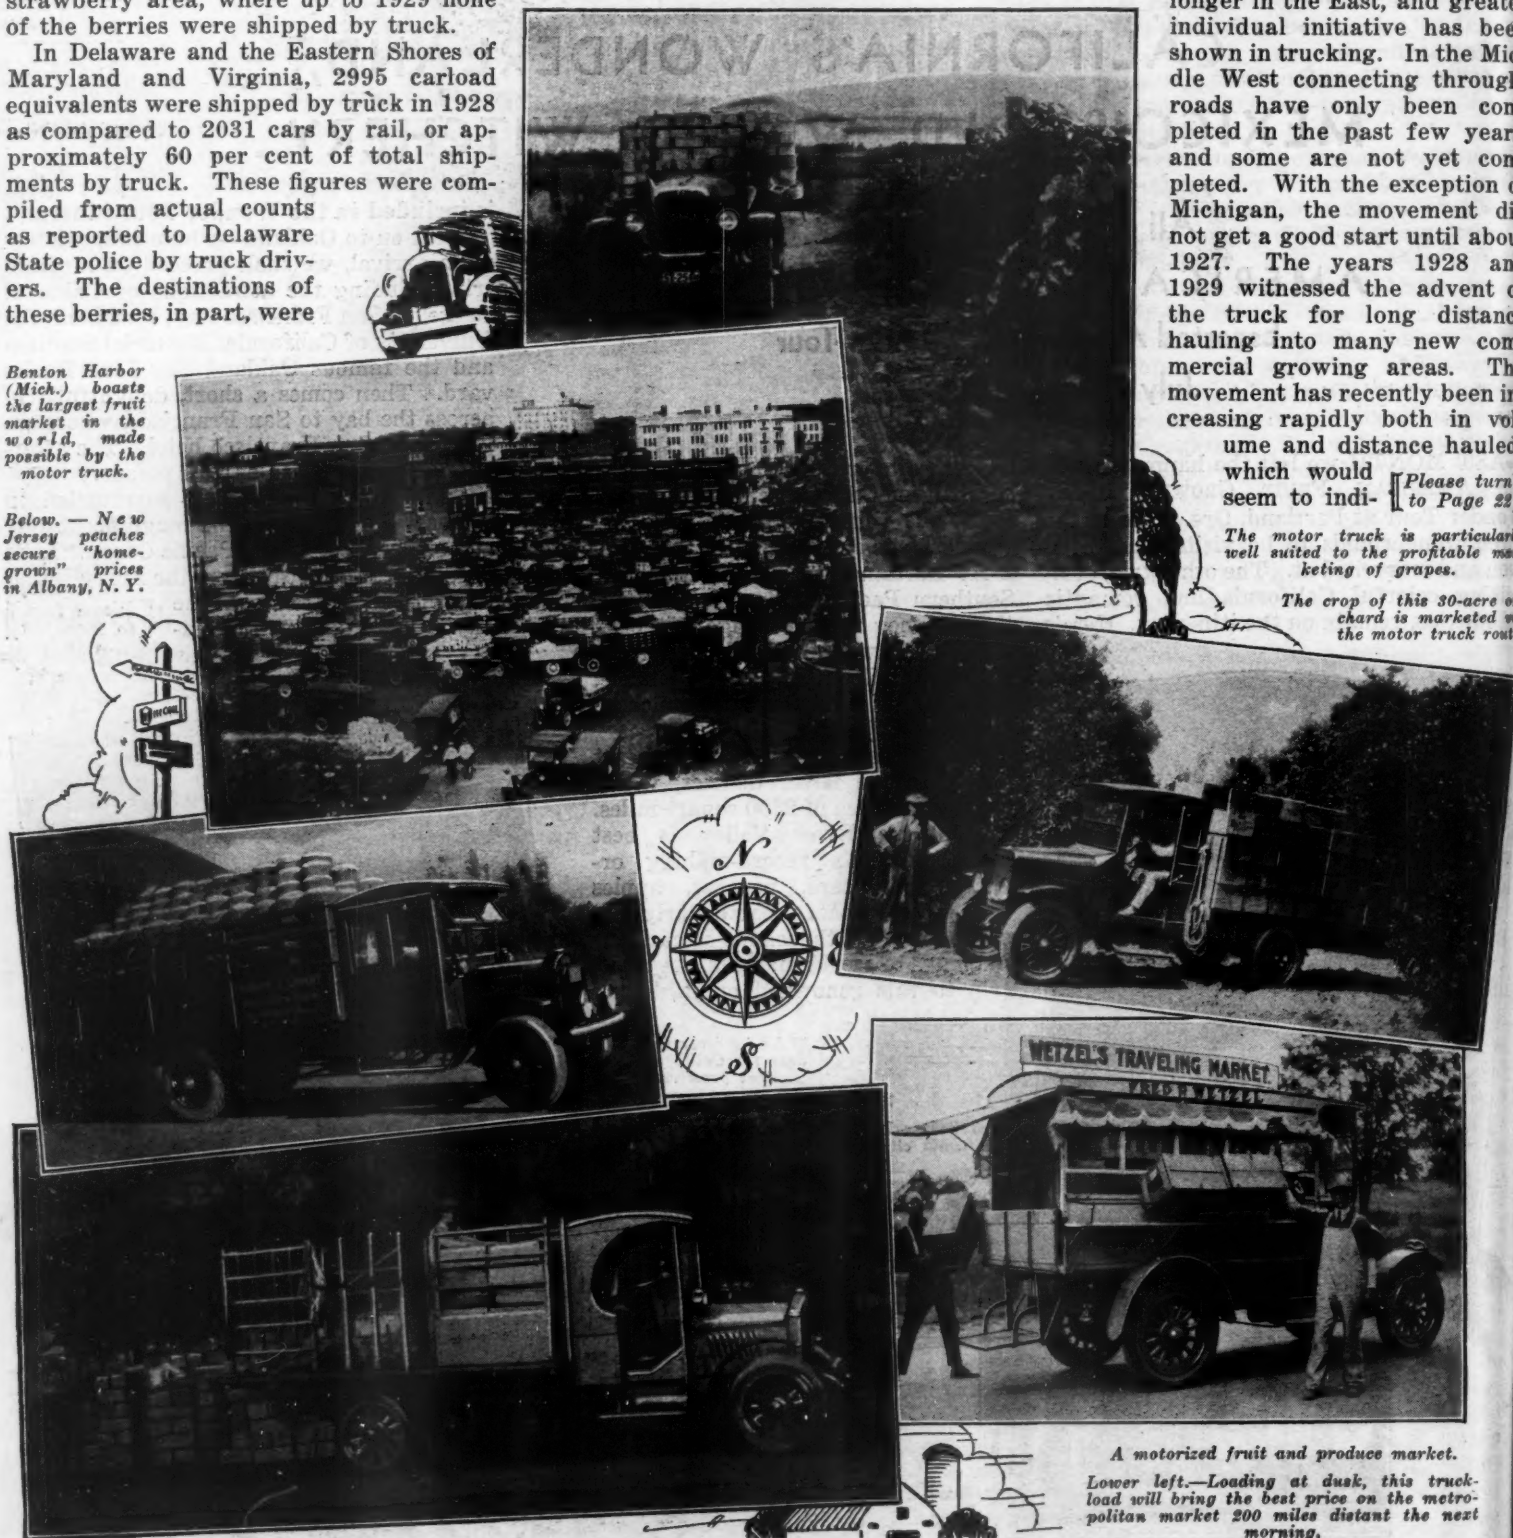 strawberry area, where up to 1929 none
of the berries were shipped by truck.
In Delaware and the Eastern Shores of
Maryland and Virginia, 2995 carload
equivalents were shipped by truck in 1928
as compared to 2031 cars by rail, or ap-
proximately 60 per cent of total ship-
ments by truck. These figures were com-
piled from actual counts
as reported to Delaware
State police by truck driv-
ers. The destinations of
these berries, in part, were
Benton Harbor
(Mich.) boasts
the largest fruit
market in the
world, made
possible by the
motor truck.
Below. — New
Jersey peaches
secure "home-
grown" prices
in Albany, N. Y.
longer in the East, and greate
individual initiative has bee
shown in trucking. In the Mid
dle West connecting through
roads have only been com
pleted in the past few year
and some are not yet com
pleted. With the exception o
Michigan, the movement di
not get a good start until abou
1927. The years 1928 an
1929 witnessed the advent o
the truck for long distanc
hauling into many new com
mercial growing areas. Th
movement has recently been in
creasing rapidly both in vol
ume and distance hauled
which would
seem to indi-
[Please turn
to Page 22
The motor truck is particular
well suited to the profitable ma
keting of grapes.
The crop of this 30-acre o
chard is marketed v
the motor truck rout
N
S
WETZEL'S TRAVELING MARKET.
FRED H WETZEL
A motorized fruit and produce market.
Lower left.—Loading at dusk, this truck-
load will bring the best price on the metro-
politan market 200 miles distant the next
morning.